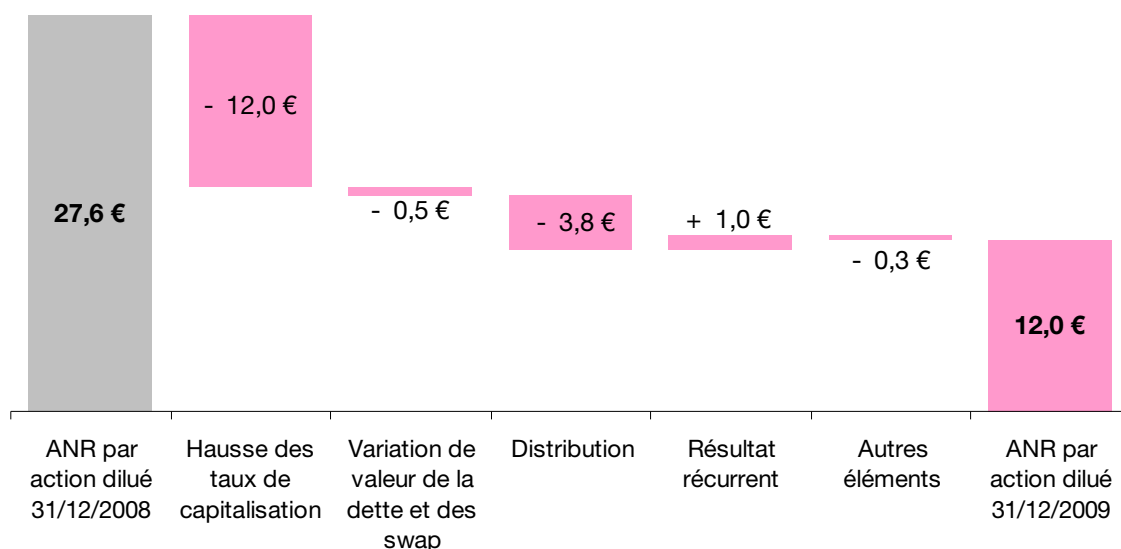 27,6 €
- 12,0 €
- 0,5 €
- 3,8 €
+ 1,0 €
- 0,3 €
12,0 €
ANR par
action dilué
31/12/2008
Hausse des
taux de
capitalisation
Variation de
valeur de la
dette et des
swap
Distribution
Résultat
récurrent
Autres
éléments
ANR par
action dilué
31/12/2009